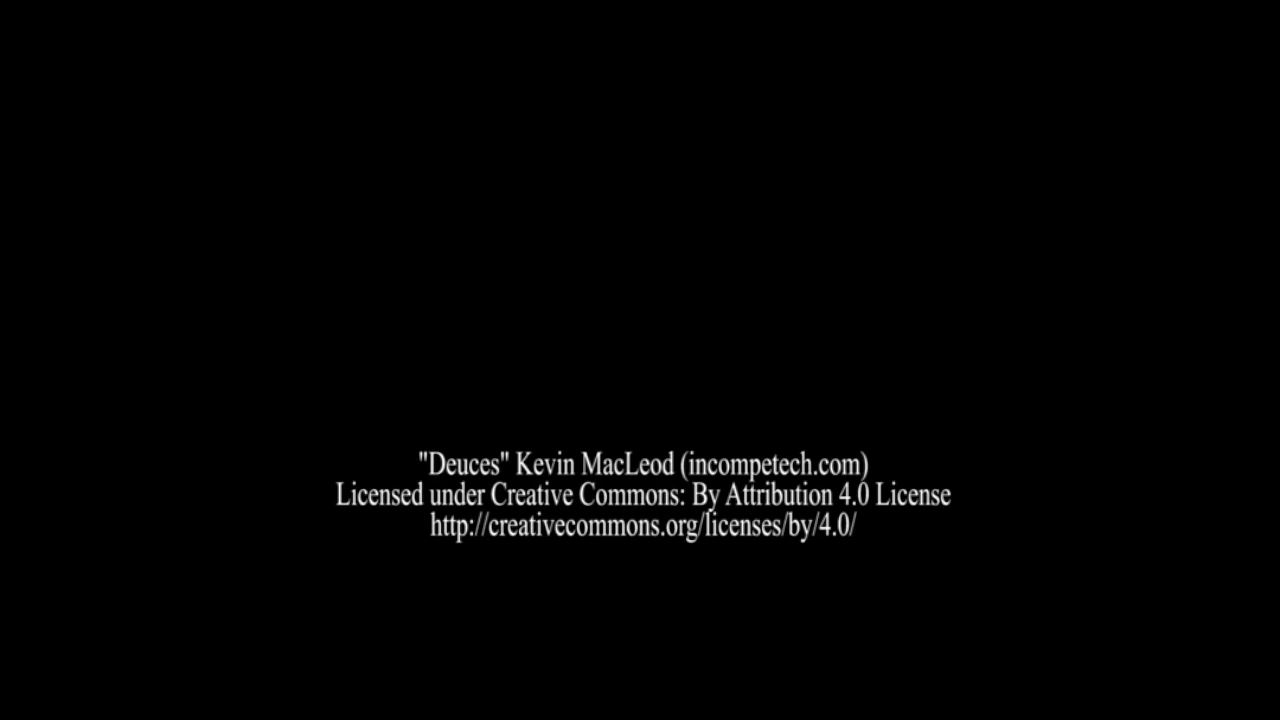 "Deuces" Kevin MacLeod (incompetech.com)
Licensed under Creative Commons: By Attribution 4.0 License
http://creativecommons.org/licenses/by/4.0/